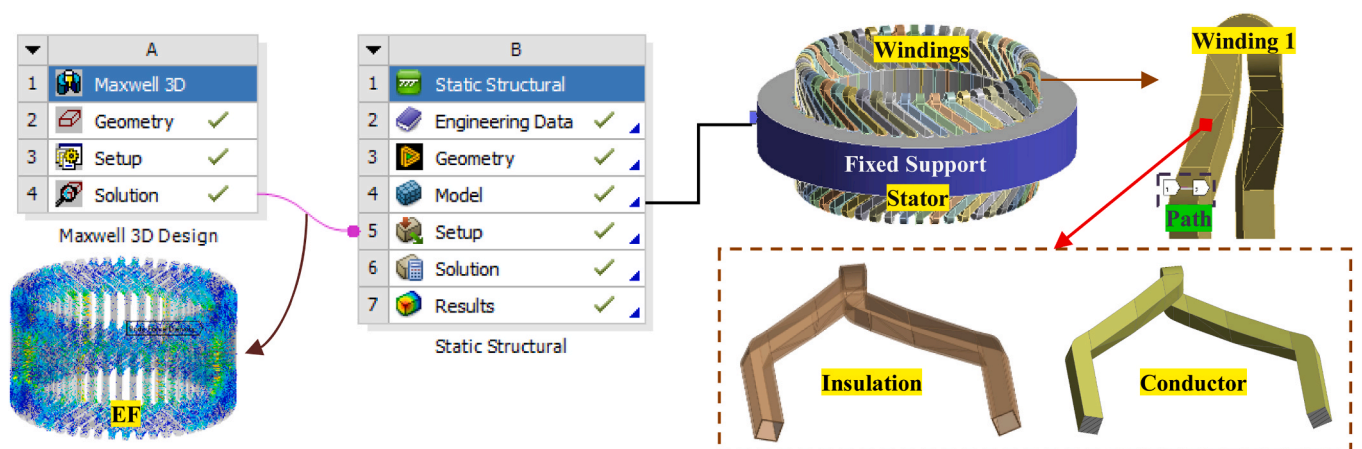 A
1 Maxwell 3D
2 Geometry
3 Setup
4 Solution
Maxwell 3D Design
EF
B
1 Static Structural
2 Engineering Data
3 Geometry
4 Model
5 Setup
6 Solution
7 Results
Static Structural
Windings
Fixed Support
Stator
Winding 1
1
Path
Insulation
Conductor